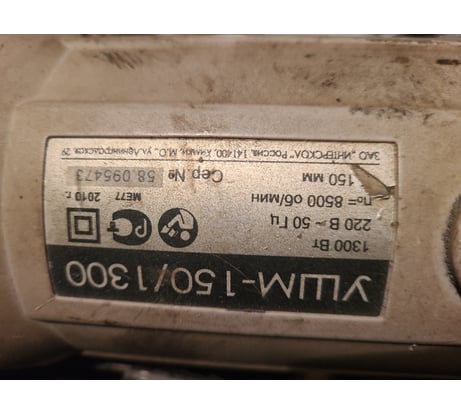 УШМ-150/1300
1300 Вт
220 В ~ 50 Гц
n₀= 8500 об/мин
150 мм
МЕ77
2010 г.
Сер № 58.095473
ЗАО „ИНТЕРСКОЛ" Россия, 141400, Химки, М.О., ул.Ленинградская, 29